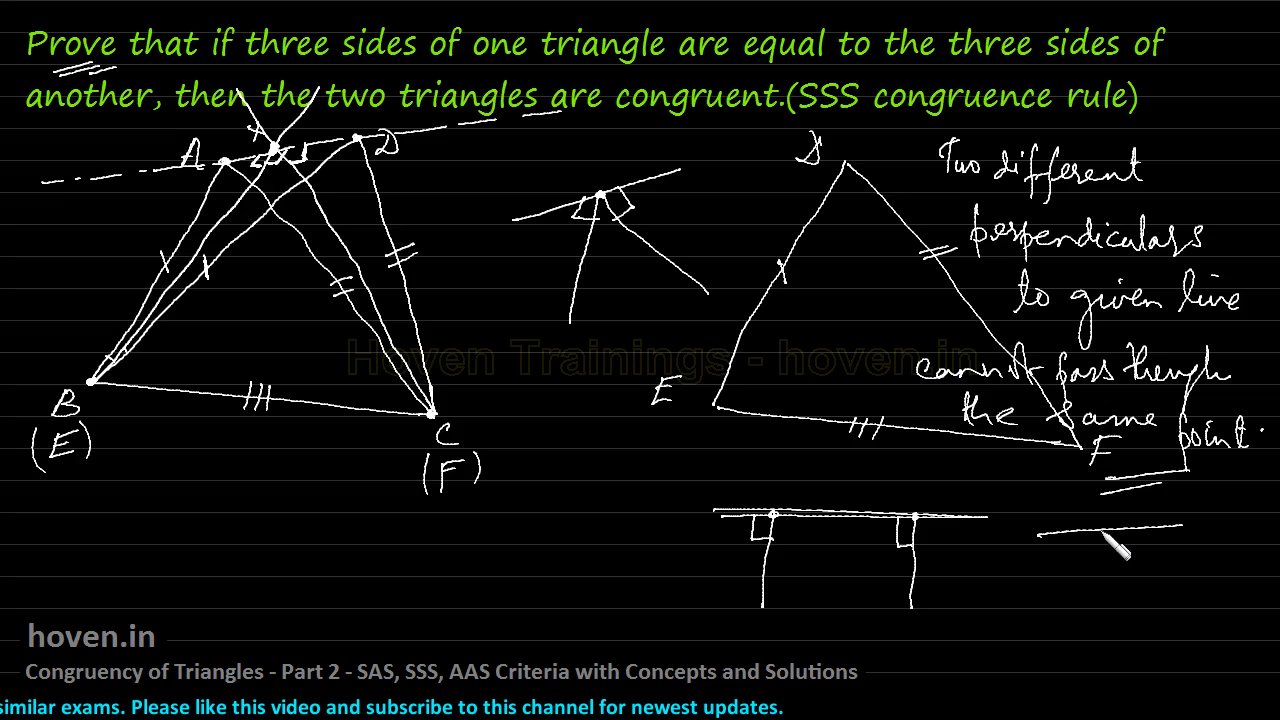 Prove that if three sides of one triangle are equal to the three sides of
another, then the two triangles are congruent.(SSS congruence rule)
A
D
D
Two different
perpendiculars
to given line
cannot pass through
the same point.
E
F
B
C
(E)
(F)
Hoven Trainings - hoven.in
hoven.in
Congruency of Triangles - Part 2 - SAS, SSS, AAS Criteria with Concepts and Solutions
similar exams. Please like this video and subscribe to this channel for newest updates.